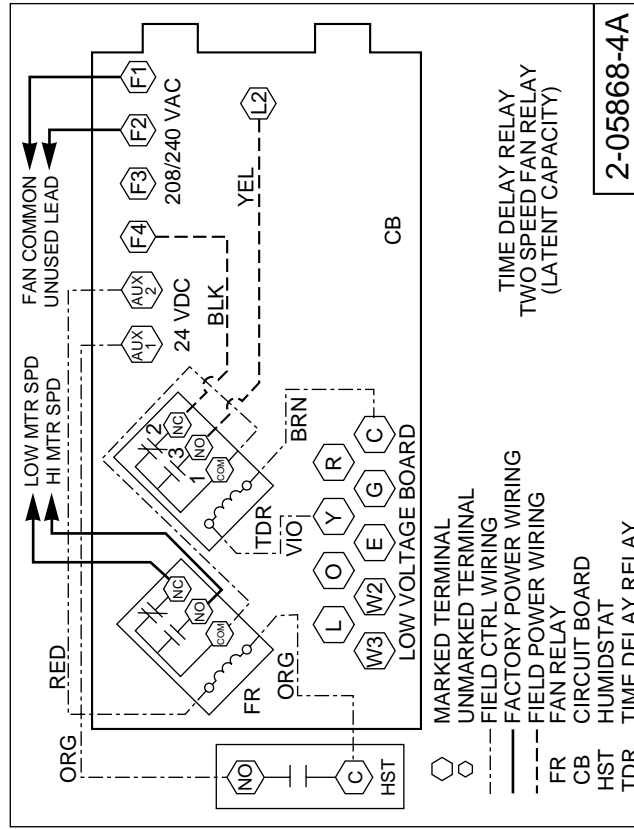 LOW MTR SPD
HI MTR SPD
FAN COMMON
UNUSED LEAD
ORG
RED
AUX 1
AUX 2
F4
F3
F2
F1
24 VDC
208/240 VAC
BLK
YEL
L2
NC
NO
COM
FR
ORG
2
NC
3
NO
1
COM
TDR
VIO
BRN
CB
NO
C
HST
L
O
Y
R
W3
W2
E
G
C
LOW VOLTAGE BOARD
MARKED TERMINAL
UNMARKED TERMINAL
FIELD CTRL WIRING
FACTORY POWER WIRING
FIELD POWER WIRING
FR FAN RELAY
CB CIRCUIT BOARD
HST HUMIDSTAT
TDR TIME DELAY RELAY
TIME DELAY RELAY
TWO SPEED FAN RELAY
(LATENT CAPACITY)
2-05868-4A